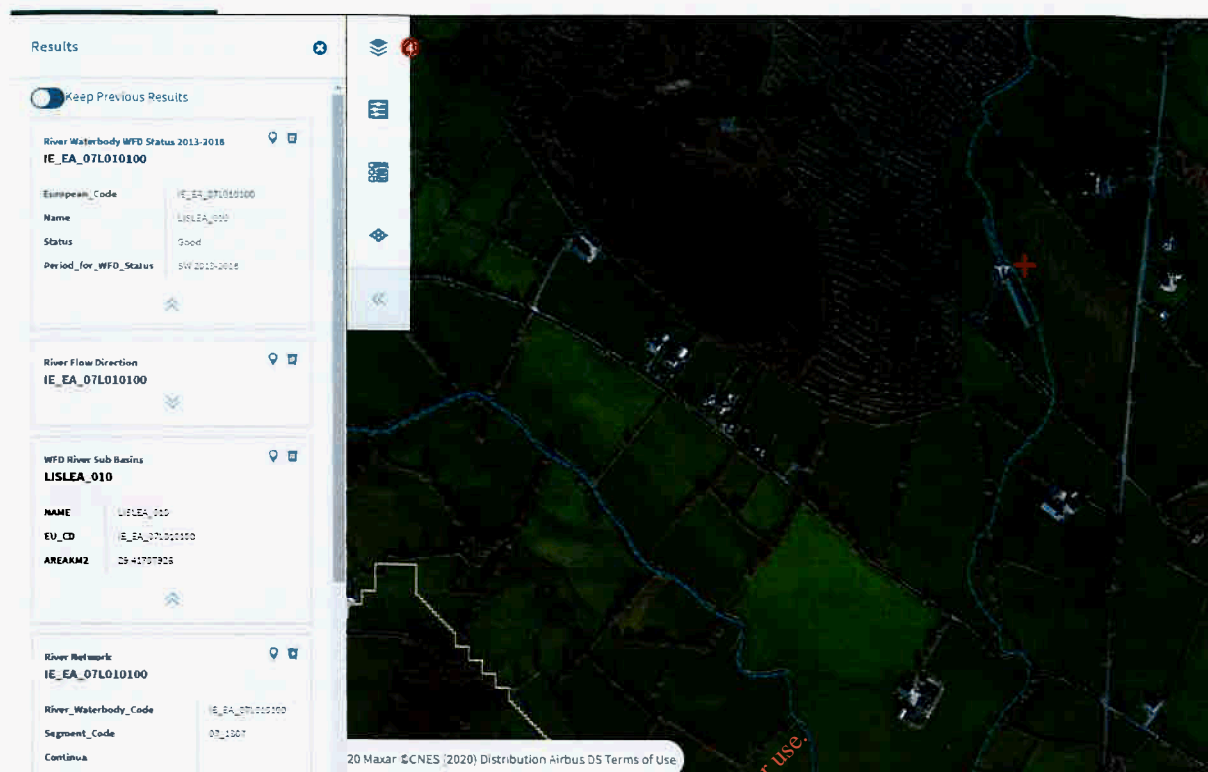 Results
4
Keep Previous Results
River Waterbody WFD Status 2013-2018
IE_EA_07L010100
European_Code IE_EA_07L010100
Name LISLEA_010
Status Good
Period_for_WFD_Status SW 2013-2018
River Flow Direction
IE_EA_07L010100
WFD River Sub Basins
LISLEA_010
NAME LISLEA_010
EU_CD IE_EA_07L010100
AREAKM2
River Network
IE_EA_07L010100
River_Waterbody_Code IE_EA_07L010100
Segment_Code
Continua
20 Maxar ©CNES (2020) Distribution Airbus DS Terms of Use
r use.